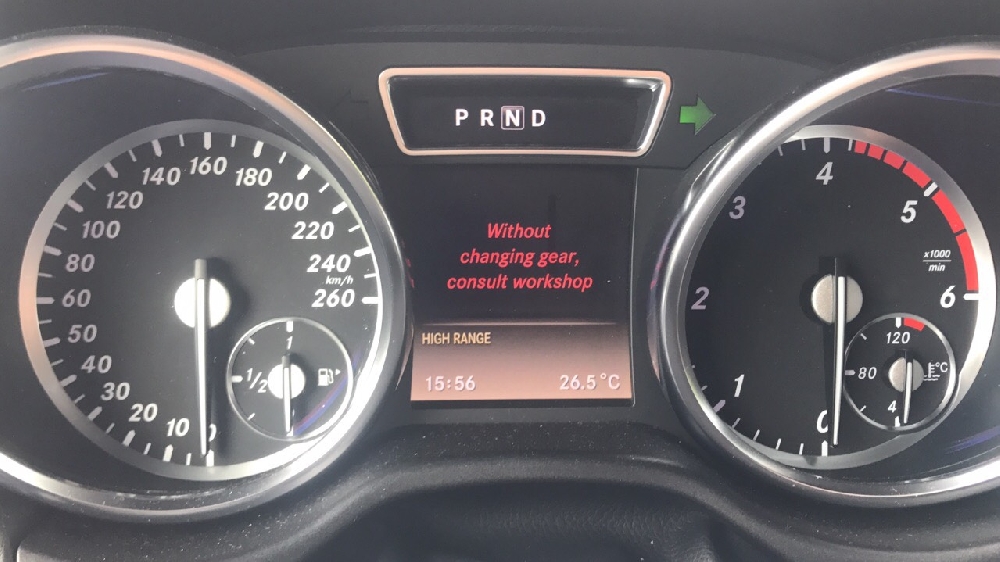 P R N D
Without
changing gear,
consult workshop
HIGH RANGE
15:56 26.5°C
0 10 20 30 40 50 60 80 100 120 140 160 180 200 220 240 260
km/h
1
1/2
0 1 2 3 4 5 6
x1000
min
120
80
°C
4